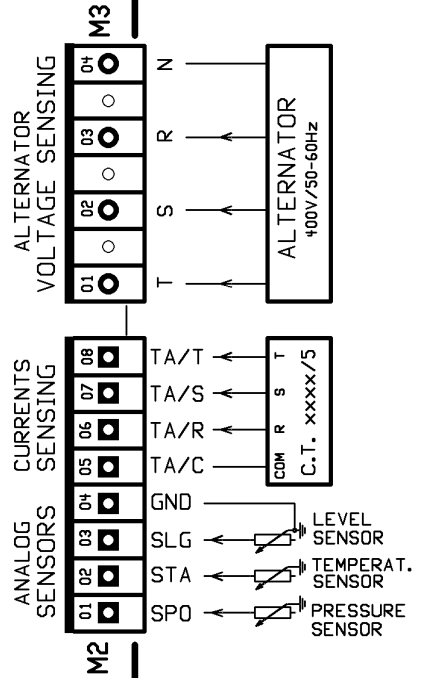 M3
ALTERNATOR
VOLTAGE SENSING
04
N
03
R
02
S
01
T
ALTERNATOR
400V/50-60Hz
CURRENTS
SENSING
08
TA/T
07
TA/S
06
TA/R
05
TA/C
COM R S T
C.T. xxxx/5
ANALOG
SENSORS
04
GND
03
SLG
LEVEL
SENSOR
02
STA
TEMPERAT.
SENSOR
01
SPO
PRESSURE
SENSOR
M2